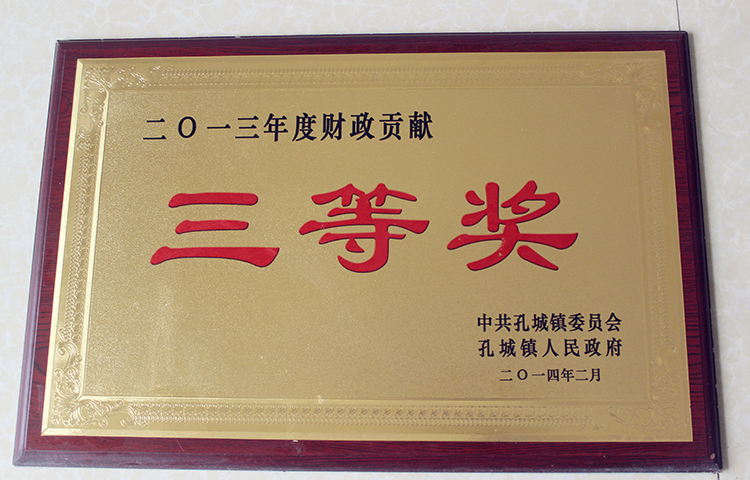 二〇一三年度财政贡献
三等奖
中共孔城镇委员会
孔城镇人民政府
二〇一四年二月